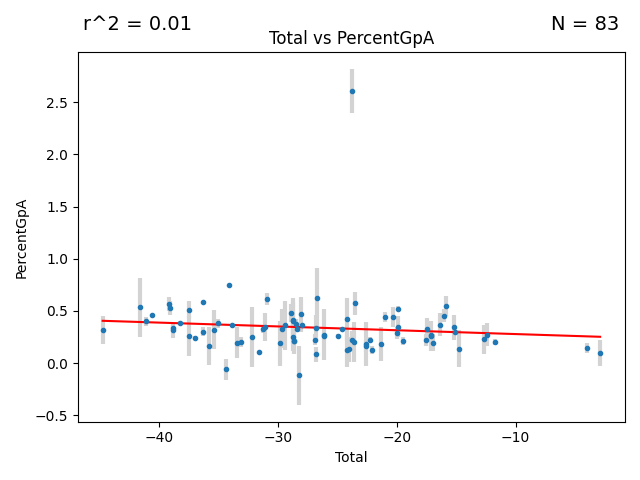 r^2 = 0.01
N = 83
Total vs PercentGpA
2.5
2.0
1.5
1.0
0.5
0.0
−0.5
PercentGpA
−40
−30
−20
−10
Total